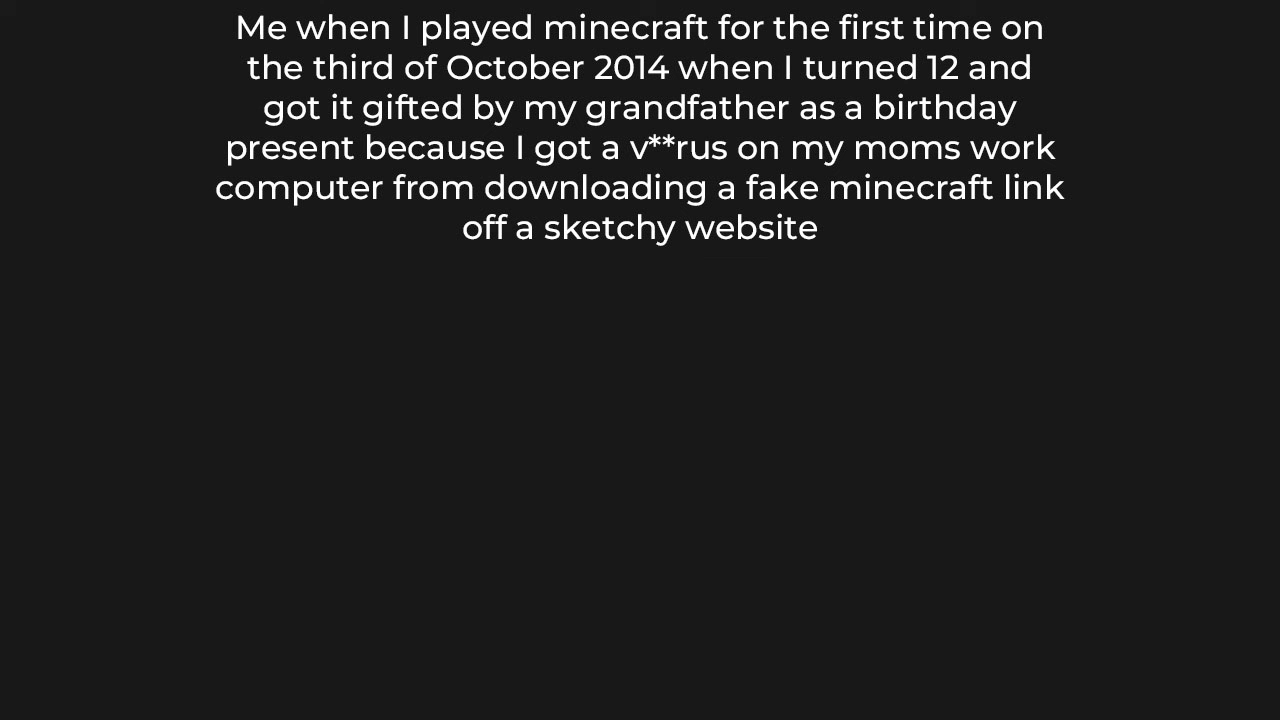 Me when I played minecraft for the first time on
the third of October 2014 when I turned 12 and
got it gifted by my grandfather as a birthday
present because I got a v**rus on my moms work
computer from downloading a fake minecraft link
off a sketchy website